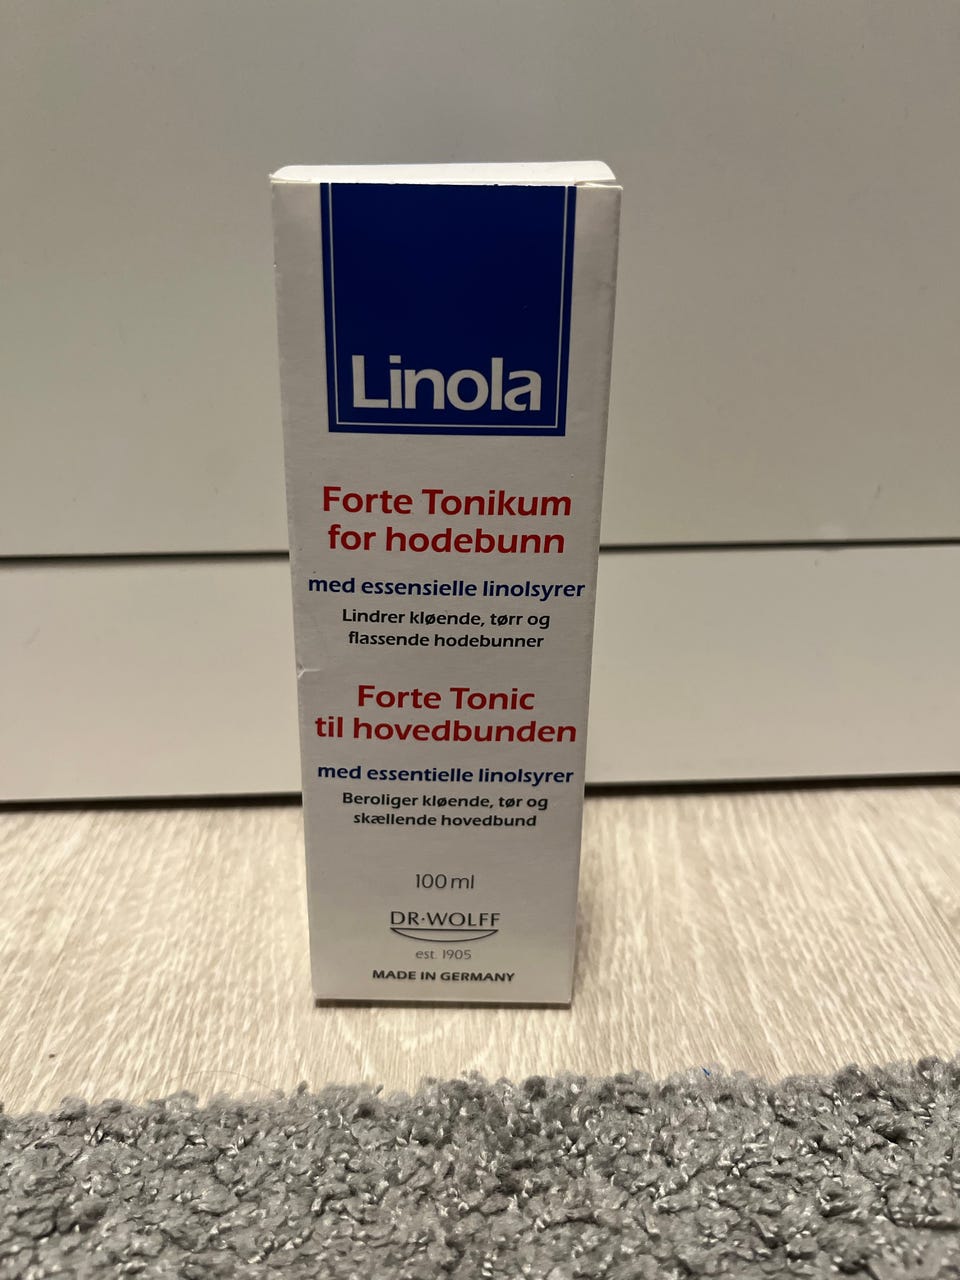 Linola
Forte Tonikum
for hodebunn
med essensielle linolsyrer
Lindrer kløende, tørr og
flassende hodebunner
Forte Tonic
til hovedbunden
med essentielle linolsyrer
Beroliger kløende, tør og
skællende hovedbund
100 ml
DR·WOLFF
est. 1905
MADE IN GERMANY